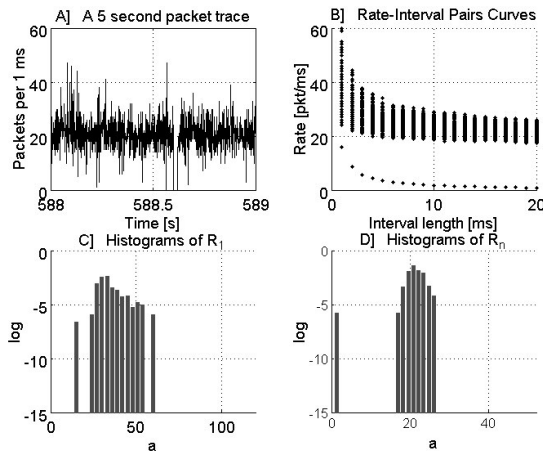 A] A 5 second packet trace
60
40
20
0
Packets per 1 ms
588
588.5
589
Time [s]
B] Rate-Interval Pairs Curves
60
40
20
0
Rate [pkt/ms]
0
10
20
Interval length [ms]
C] Histograms of R1
0
-5
-10
-15
log
0
50
100
a
D] Histograms of Rn
0
-5
-10
-15
log
0
20
40
a